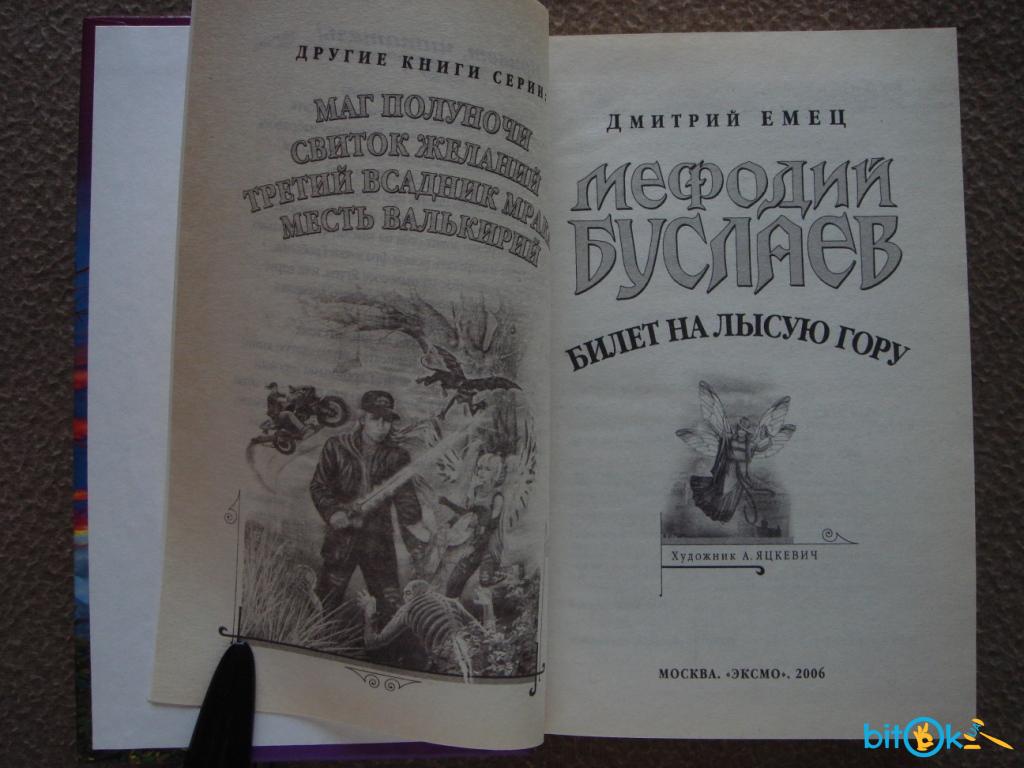 ДРУГИЕ КНИГИ СЕРИИ:
МАГ ПОЛУНОЧИ
СВИТОК ЖЕЛАНИЙ
ТРЕТИЙ ВСАДНИК МРАКА
МЕСТЬ ВАЛЬКИРИЙ
ДМИТРИЙ ЕМЕЦ
МЕФОДИЙ
БУСЛАЕВ
БИЛЕТ НА ЛЫСУЮ ГОРУ
Художник А. ЯЦКЕВИЧ
МОСКВА. «ЭКСМО». 2006
bitOk